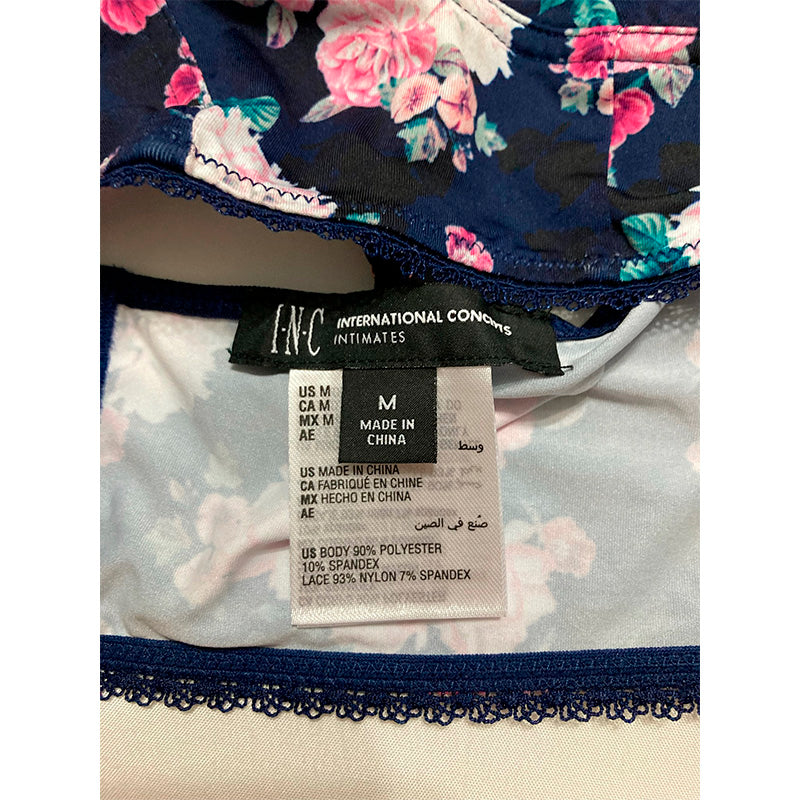 I·N·C INTERNATIONAL CONCEPTS
INTIMATES
US M
CA M
MX M
AE
M
MADE IN
CHINA
وسط
US MADE IN CHINA
CA FABRIQUÉ EN CHINE
MX HECHO EN CHINA
AE
صنع في الصين
US BODY 90% POLYESTER
10% SPANDEX
LACE 93% NYLON 7% SPANDEX